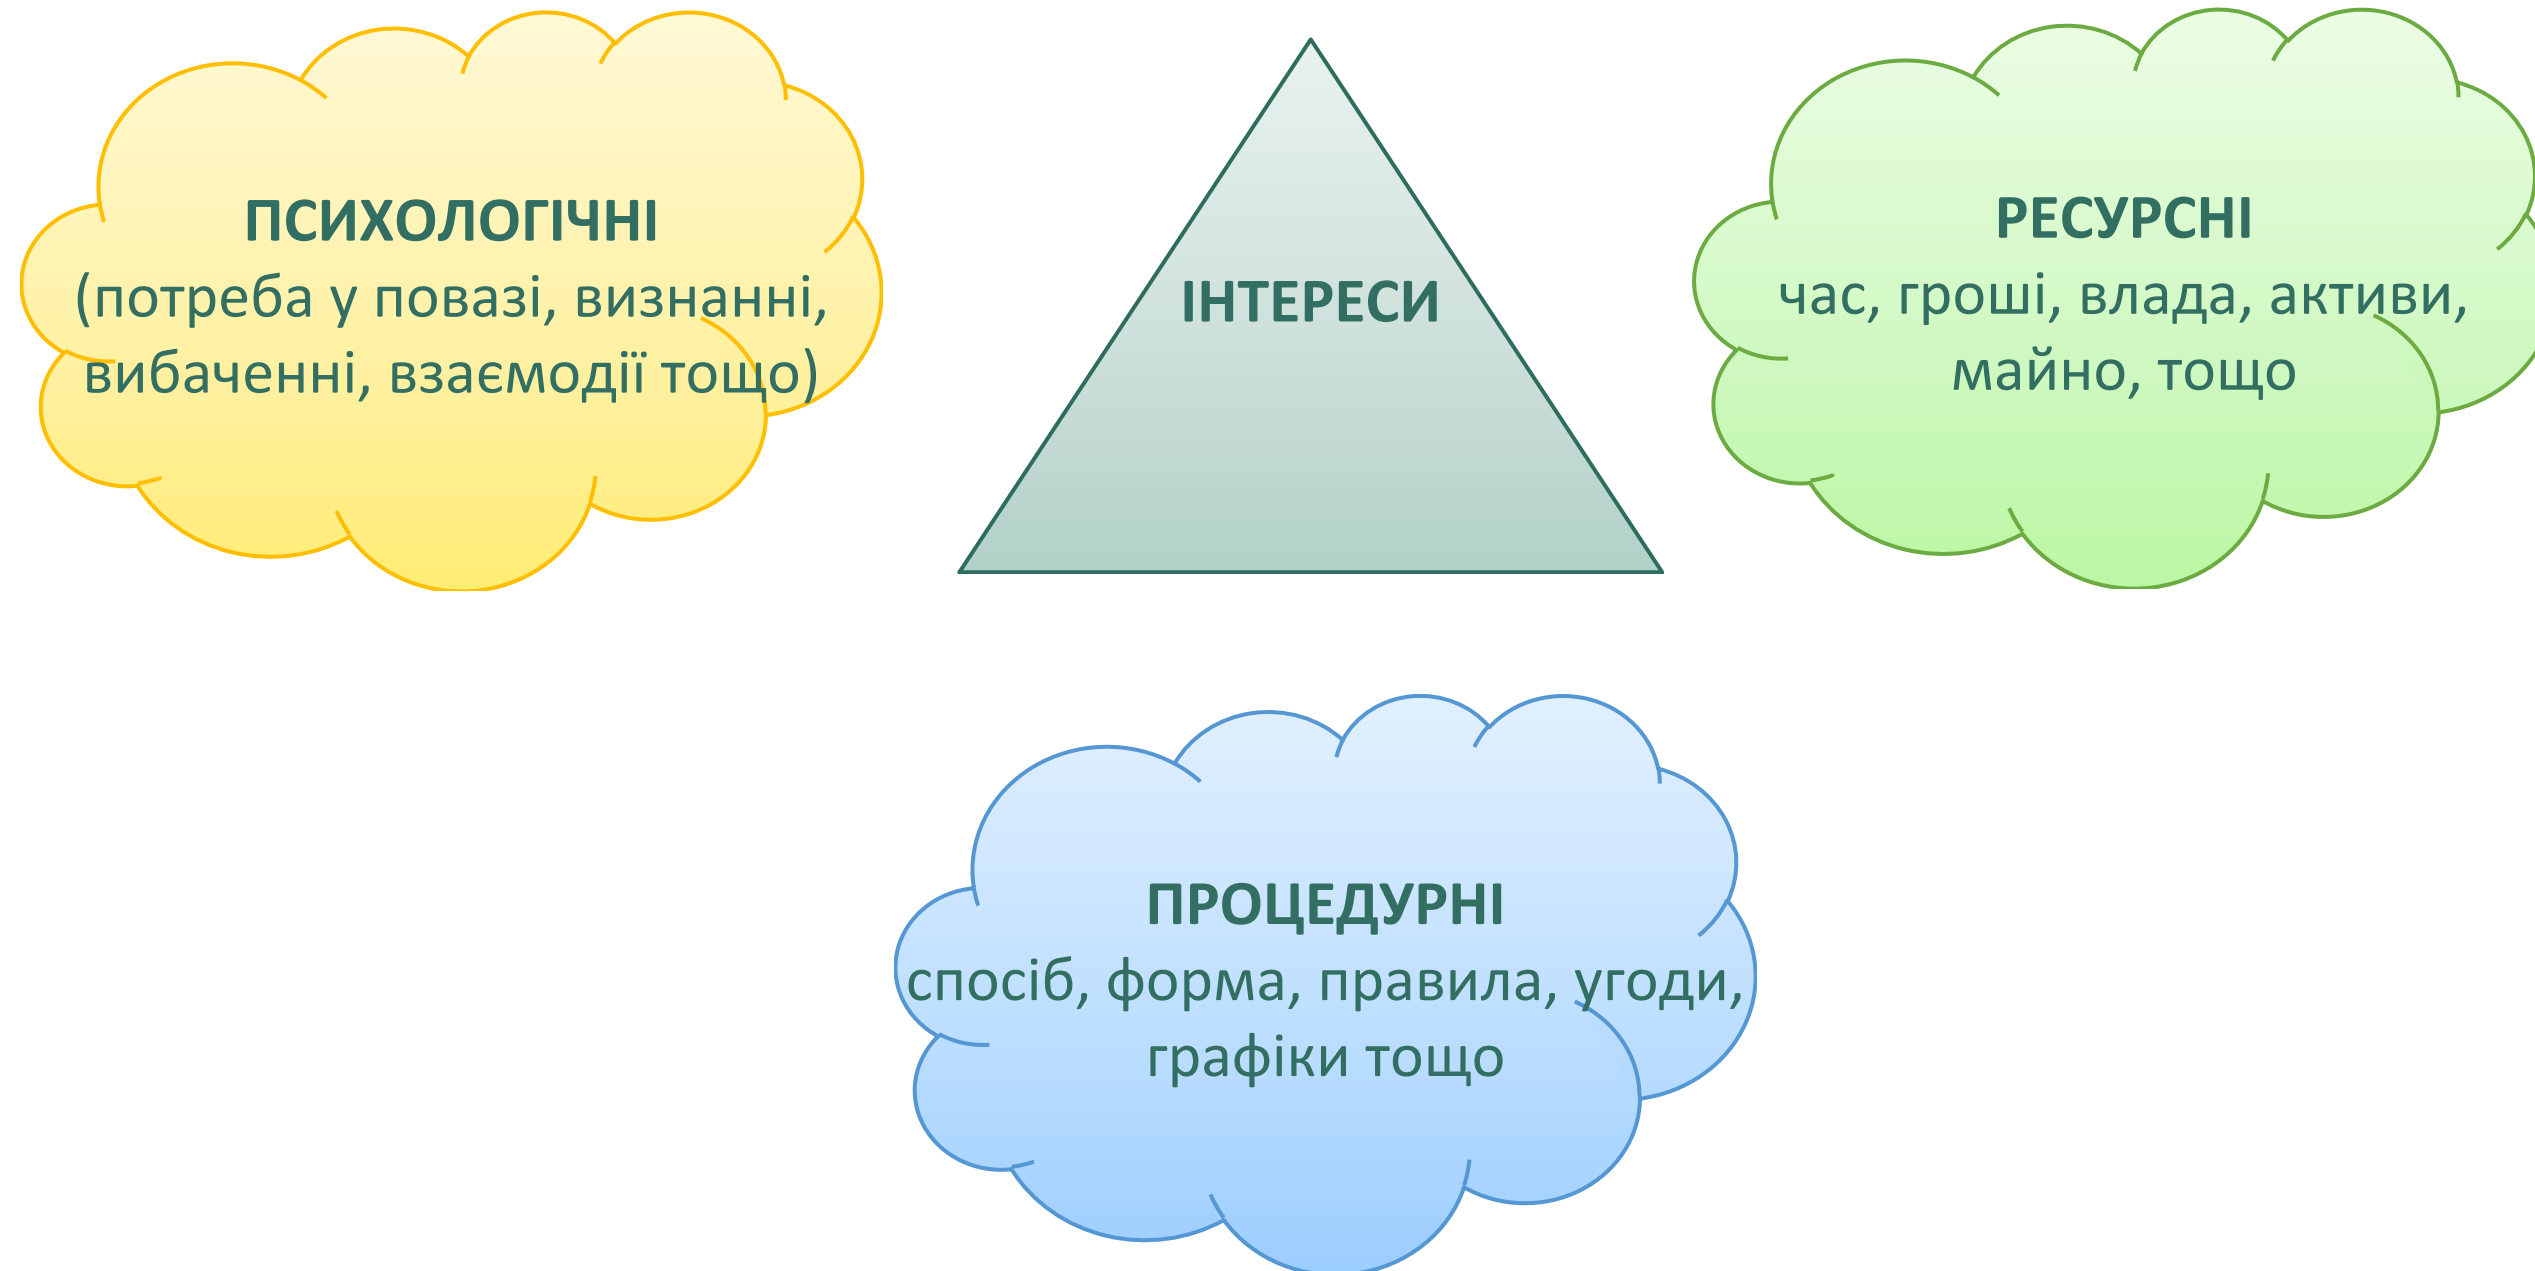 ПСИХОЛОГІЧНІ
(потреба у повазі, визнанні,
вибаченні, взаємодії тощо)
ІНТЕРЕСИ
РЕСУРСНІ
час, гроші, влада, активи,
майно, тощо
ПРОЦЕДУРНІ
спосіб, форма, правила, угоди,
графіки тощо